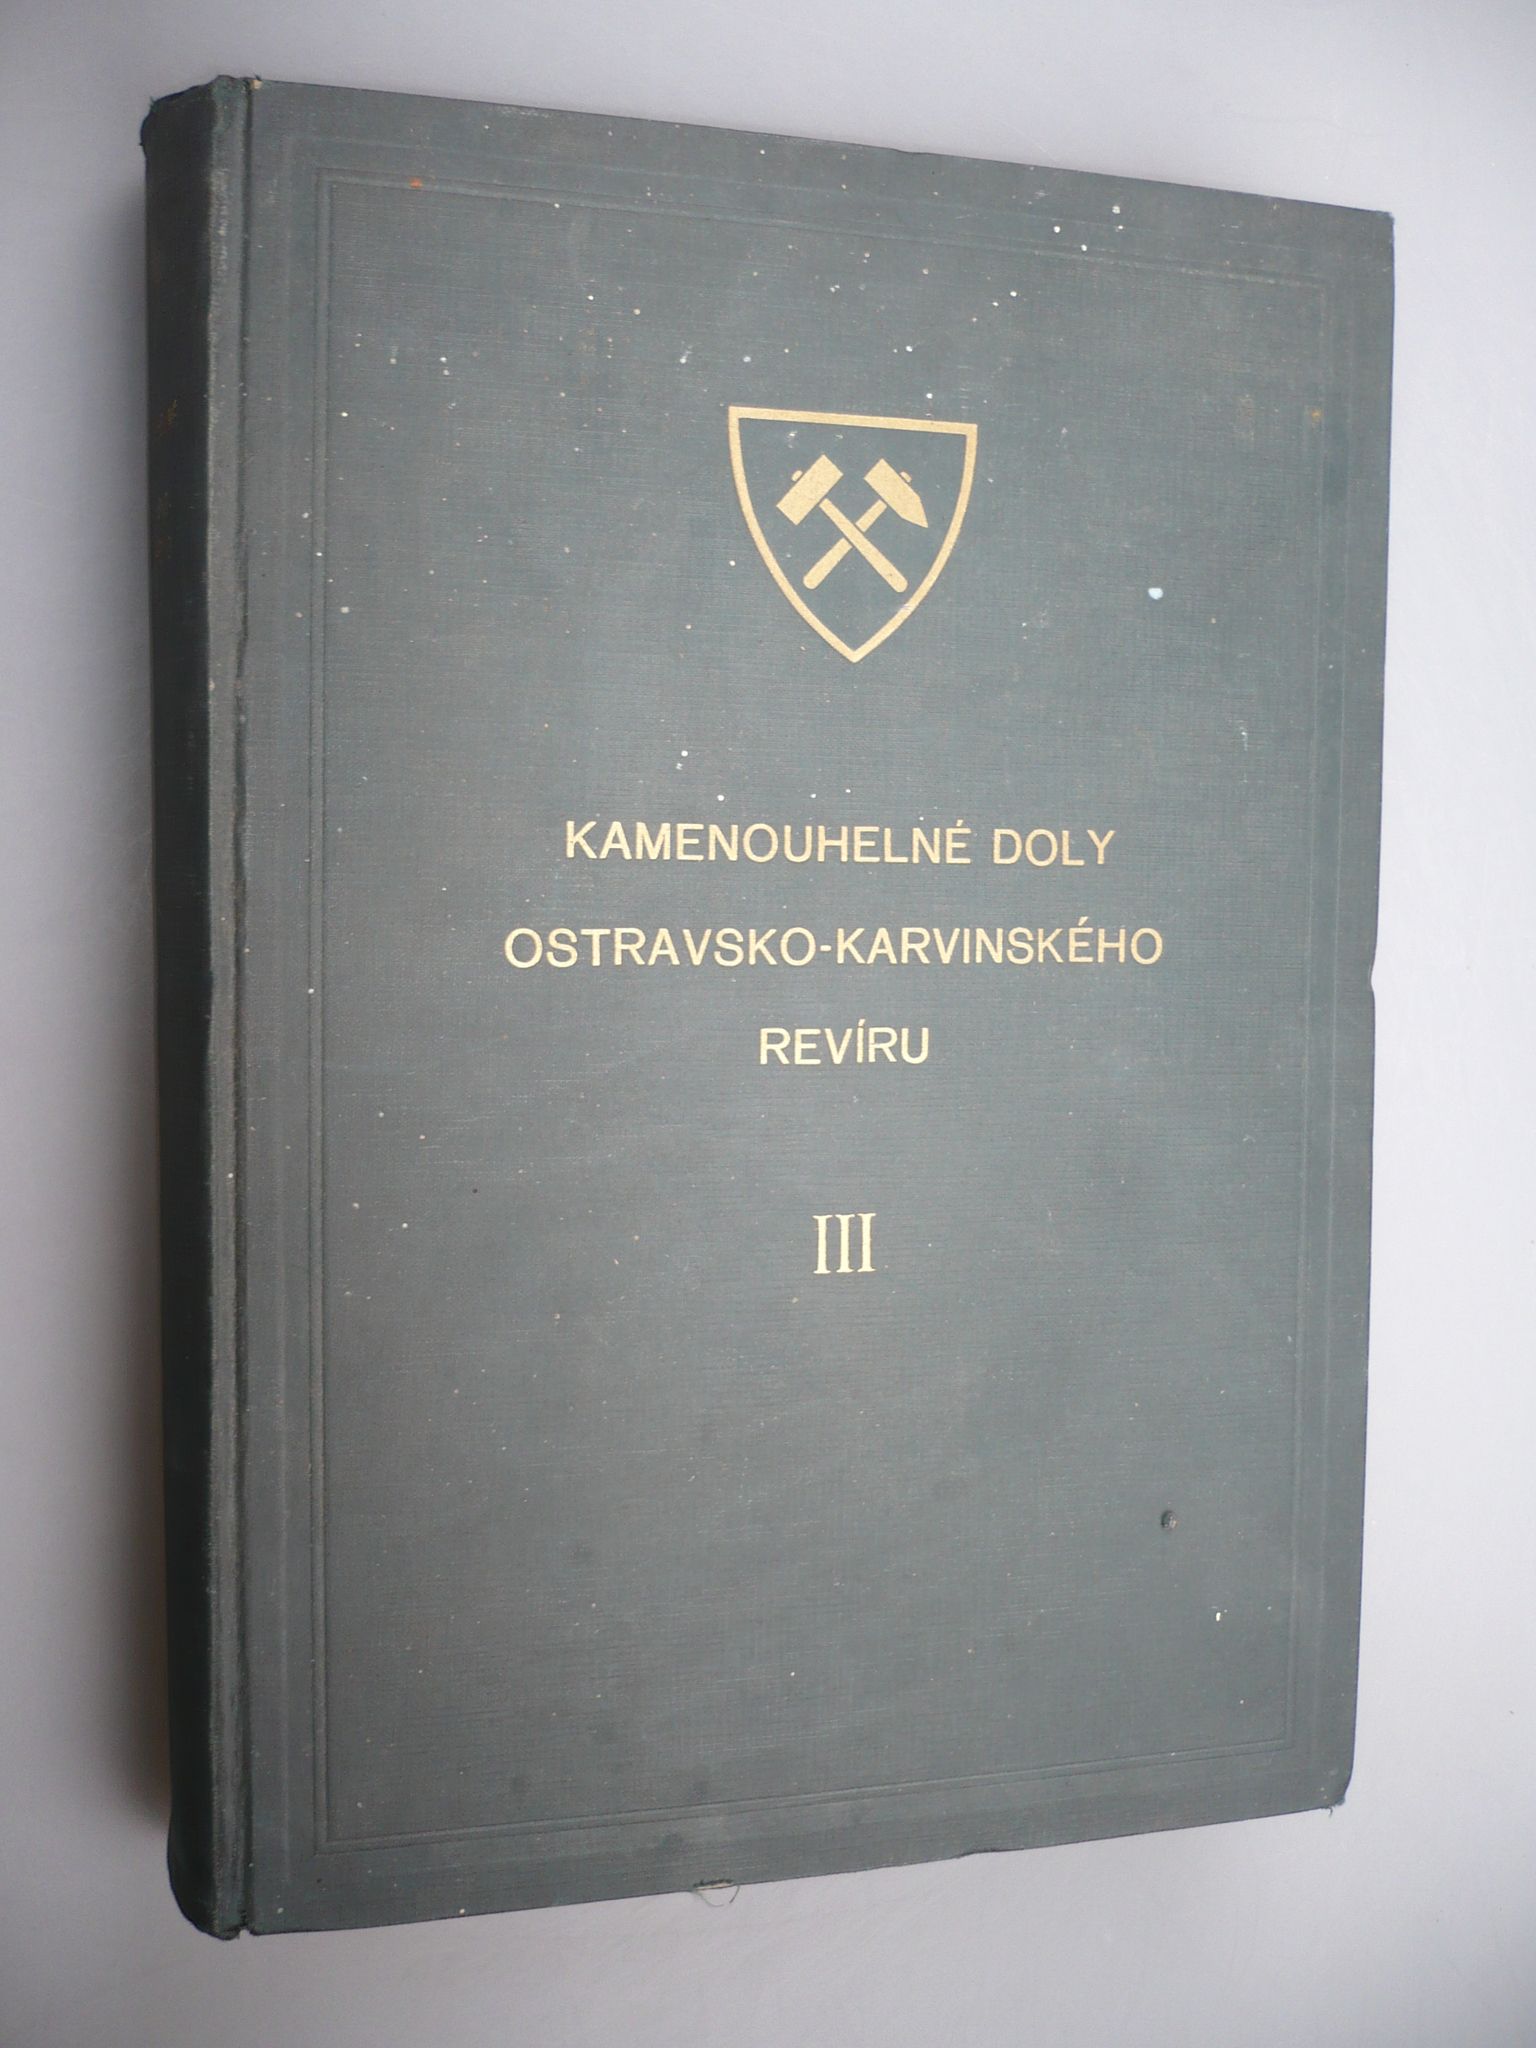 KAMENOUHELNÉ DOLY
OSTRAVSKO-KARVINSKÉHO
REVÍRU
III